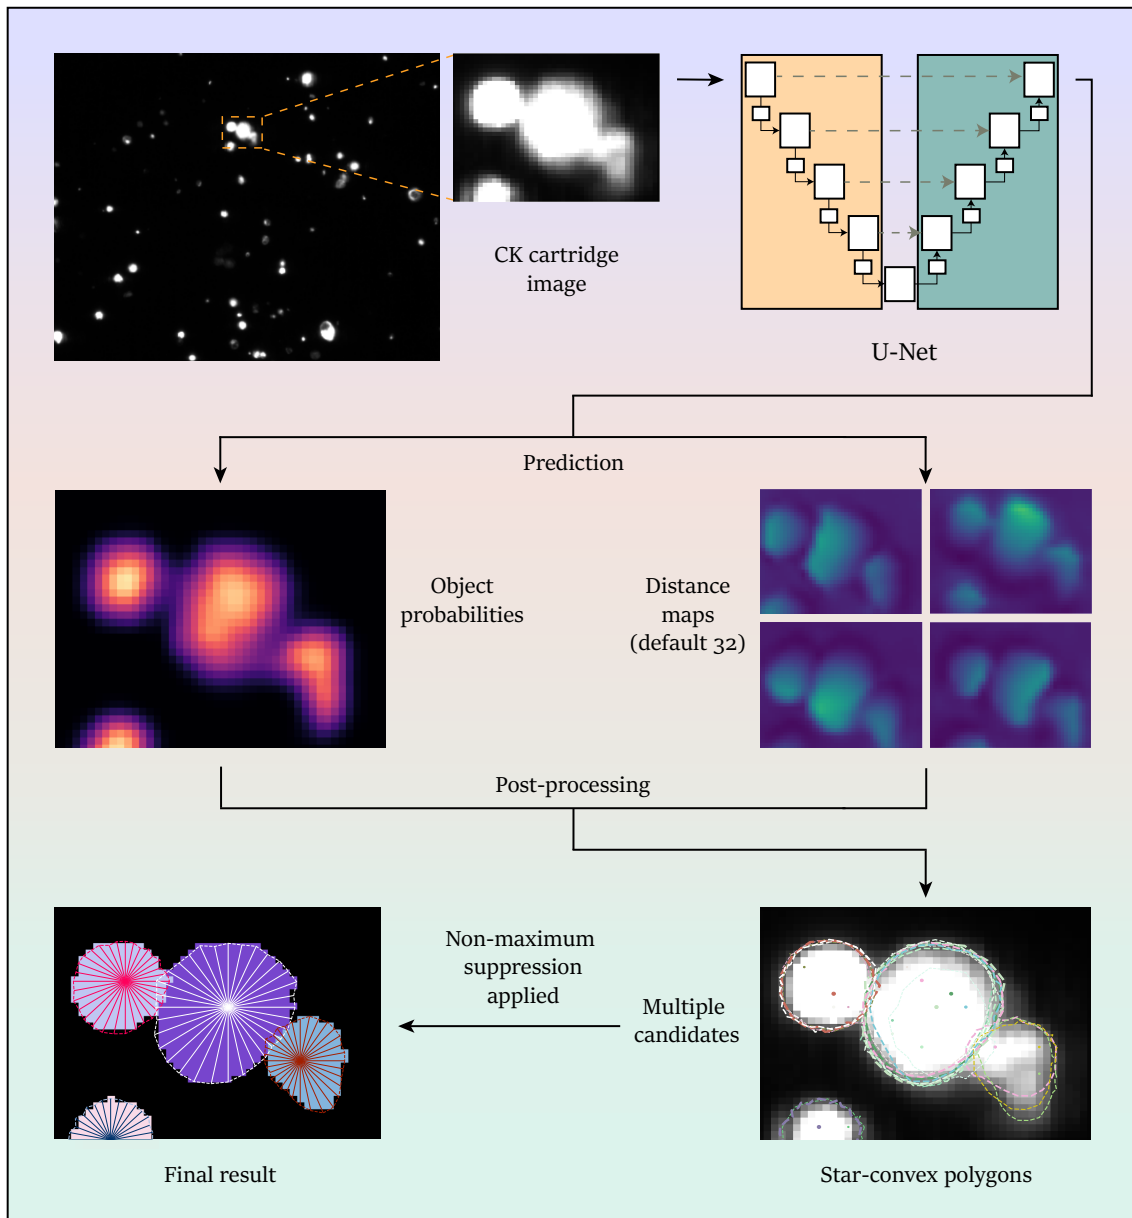 CK cartridge
image
U-Net
Prediction
Object
probabilities
Distance
maps
(default 32)
Post-processing
Non-maximum
suppression
applied
Multiple
candidates
Final result
Star-convex polygons